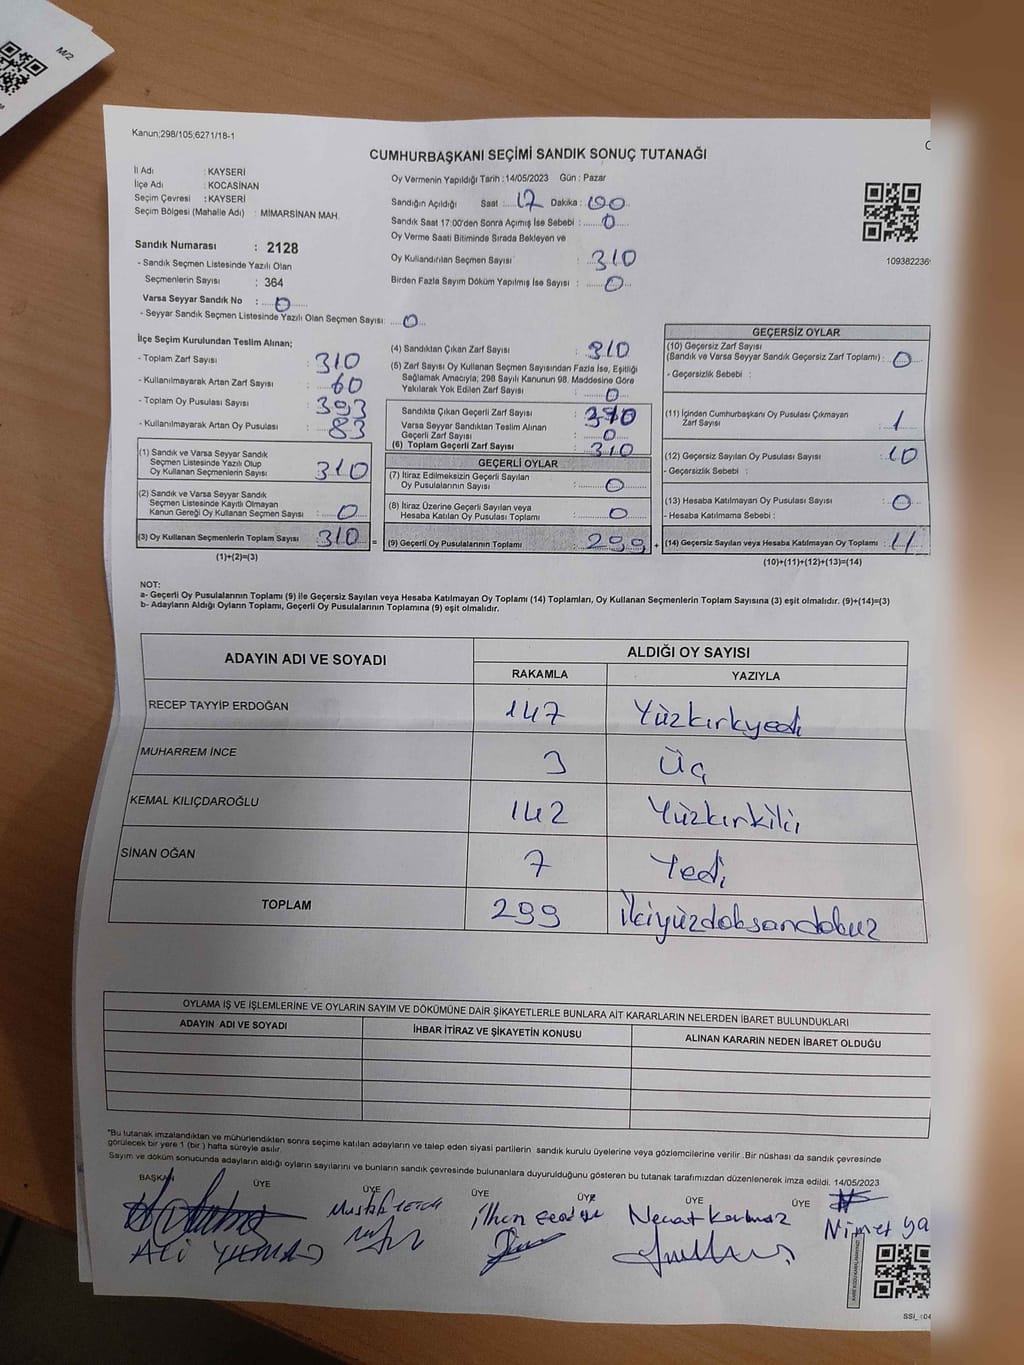 M/2
Kanun;298/105;6271/18-1
CUMHURBAŞKANI SEÇİMİ SANDIK SONUÇ TUTANAĞI
İl Adı : KAYSERİ
İlçe Adı : KOCASİNAN
Seçim Çevresi : KAYSERİ
Seçim Bölgesi (Mahalle Adı) : MİMARSİNAN MAH.
Sandık Numarası : 2128
- Sandık Seçmen Listesinde Yazılı Olan
Seçmenlerin Sayısı : 364
Varsa Seyyar Sandık No : 0
- Seyyar Sandık Seçmen Listesinde Yazılı Olan Seçmen Sayısı: 0
Oy Vermenin Yapıldığı Tarih : 14/05/2023 Gün : Pazar
Sandığın Açıldığı Saat : 17 Dakika : 00
Sandık Saat 17:00'den Sonra Açımış İse Sebebi : 0
Oy Verme Saati Bitiminde Sırada Bekleyen ve
Oy Kullandırılan Seçmen Sayısı : 310
Birden Fazla Sayım Döküm Yapılmış İse Sayısı : 0
109382236
İlçe Seçim Kurulundan Teslim Alınan;
- Toplam Zarf Sayısı : 310
- Kullanılmayarak Artan Zarf Sayısı : 60
- Toplam Oy Pusulası Sayısı : 393
- Kullanılmayarak Artan Oy Pusulası : 83
(1) Sandık ve Varsa Seyyar Sandık
Seçmen Listesinde Yazılı Olup
Oy Kullanan Seçmenlerin Sayısı : 310
(2) Sandık ve Varsa Seyyar Sandık
Seçmen Listesinde Kayıtlı Olmayan
Kanun Gereği Oy Kullanan Seçmen Sayısı : 0
(3) Oy Kullanan Seçmenlerin Toplam Sayısı : 310 =
(1)+(2)=(3)
(4) Sandıktan Çıkan Zarf Sayısı : 310
(5) Zarf Sayısı Oy Kullanan Seçmen Sayısından Fazla İse, Eşitliği
Sağlamak Amacıyla; 298 Sayılı Kanunun 98. Maddesine Göre
Yakılarak Yok Edilen Zarf Sayısı : 0
Sandıkta Çıkan Geçerli Zarf Sayısı : 310
Varsa Seyyar Sandıktan Teslim Alınan
Geçerli Zarf Sayısı : 0
(6) Toplam Geçerli Zarf Sayısı : 310
GEÇERLİ OYLAR
(7) İtiraz Edilmeksizin Geçerli Sayılan
Oy Pusulalarının Sayısı : 0
(8) İtiraz Üzerine Geçerli Sayılan veya
Hesaba Katılan Oy Pusulası Toplamı : 0
(9) Geçerli Oy Pusulalarının Toplamı : 299 +
GEÇERSİZ OYLAR
(10) Geçersiz Zarf Sayısı
(Sandık ve Varsa Seyyar Sandık Geçersiz Zarf Toplamı) : 0
- Geçersizlik Sebebi :
(11) İçinden Cumhurbaşkanı Oy Pusulası Çıkmayan
Zarf Sayısı : 1
(12) Geçersiz Sayılan Oy Pusulası Sayısı : 10
- Geçersizlik Sebebi :
(13) Hesaba Katılmayan Oy Pusulası Sayısı : 0
- Hesaba Katılmama Sebebi :
(14) Geçersiz Sayılan veya Hesaba Katılmayan Oy Toplamı : 11
(10)+(11)+(12)+(13)=(14)
NOT:
a- Geçerli Oy Pusulalarının Toplamı (9) ile Geçersiz Sayılan veya Hesaba Katılmayan Oy Toplamı (14) Toplamları, Oy Kullanan Seçmenlerin Toplam Sayısına (3) eşit olmalıdır. (9)+(14)=(3)
b- Adayların Aldığı Oyların Toplamı, Geçerli Oy Pusulalarının Toplamına (9) eşit olmalıdır.
ADAYIN ADI VE SOYADI
ALDIĞI OY SAYISI
RAKAMLA YAZIYLA
RECEP TAYYİP ERDOĞAN 147 Yüzkırkyedi
MUHARREM İNCE 3 Üç
KEMAL KILIÇDAROĞLU 142 Yüzkırkiki
SİNAN OĞAN 7 Yedi
TOPLAM 299 İkiyüzdoksandokuz
OYLAMA İŞ VE İŞLEMLERİNE VE OYLARIN SAYIM VE DÖKÜMÜNE DAİR ŞİKAYETLERLE BUNLARA AİT KARARLARIN NELERDEN İBARET BULUNDUKLARI
ADAYIN ADI VE SOYADI İHBAR İTİRAZ VE ŞİKAYETİN KONUSU ALINAN KARARIN NEDEN İBARET OLDUĞU
*Bu tutanak imzalandıktan ve mühürlendikten sonra seçime katılan adayların ve talep eden siyasi partilerin sandık kurulu üyelerine veya gözlemcilerine verilir .Bir nüshası da sandık çevresinde
görülecek bir yere 1 (bir ) hafta süreyle asılır.
Sayım ve döküm sonucunda adayların aldığı oyların sayılarını ve bunların sandık çevresinde bulunanlara duyurulduğunu gösteren bu tutanak tarafımızdan düzenlenerek imza edildi. 14/05/2023
BAŞKAN ÜYE ÜYE ÜYE ÜYE ÜYE ÜYE
ALİ YILMAZ
Mustafa
İlhan
Necat Korkmaz
Nimet